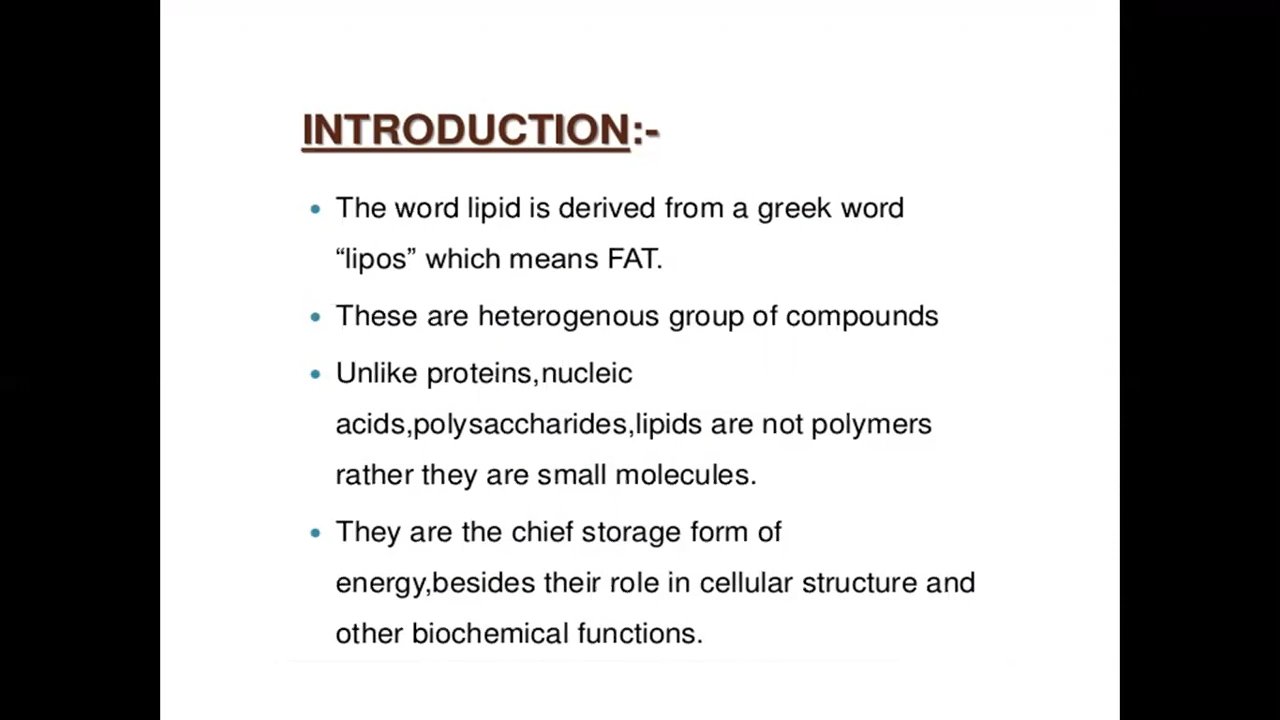 INTRODUCTION:-
• The word lipid is derived from a greek word
“lipos” which means FAT.
• These are heterogenous group of compounds
• Unlike proteins,nucleic
acids,polysaccharides,lipids are not polymers
rather they are small molecules.
• They are the chief storage form of
energy,besides their role in cellular structure and
other biochemical functions.